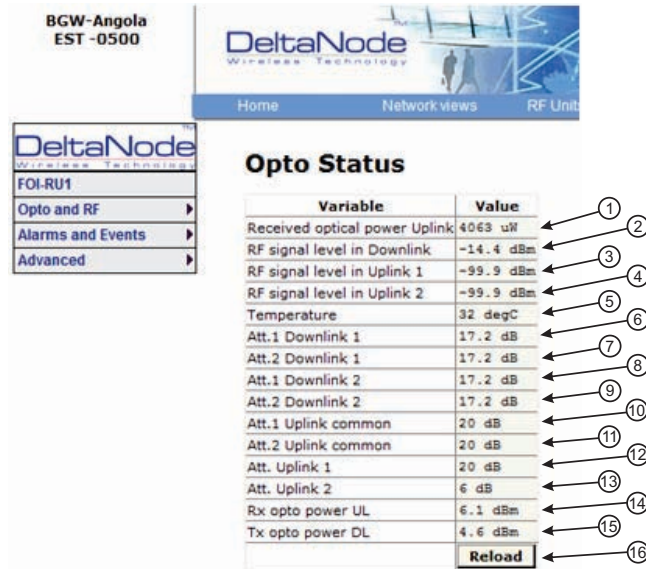 BGW-Angola
EST -0500
DeltaNode TM
Wireless Technology
Home Network views RF Units
DeltaNode TM
Wireless Technology
FOI-RU1
Opto and RF
Alarms and Events
Advanced
Opto Status
Variable Value
Received optical power Uplink 4063 uW 1
RF signal level in Downlink -14.4 dBm 2
RF signal level in Uplink 1 -99.9 dBm 3
RF signal level in Uplink 2 -99.9 dBm 4
Temperature 32 degC 5
Att.1 Downlink 1 17.2 dB 6
Att.2 Downlink 1 17.2 dB 7
Att.1 Downlink 2 17.2 dB 8
Att.2 Downlink 2 17.2 dB 9
Att.1 Uplink common 20 dB 10
Att.2 Uplink common 20 dB 11
Att. Uplink 1 20 dB 12
Att. Uplink 2 6 dB 13
Rx opto power UL 6.1 dBm 14
Tx opto power DL 4.6 dBm 15
Reload 16